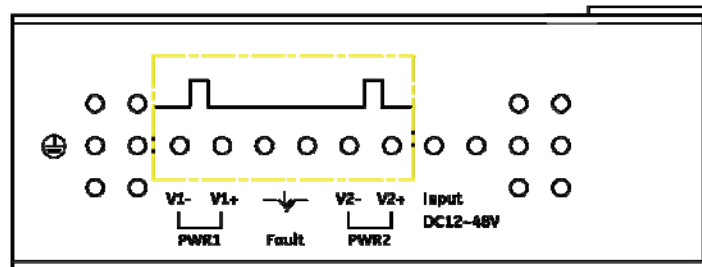 V1- V1+ V2- V2+ Input
DC12~48V
PWR1 Fault PWR2